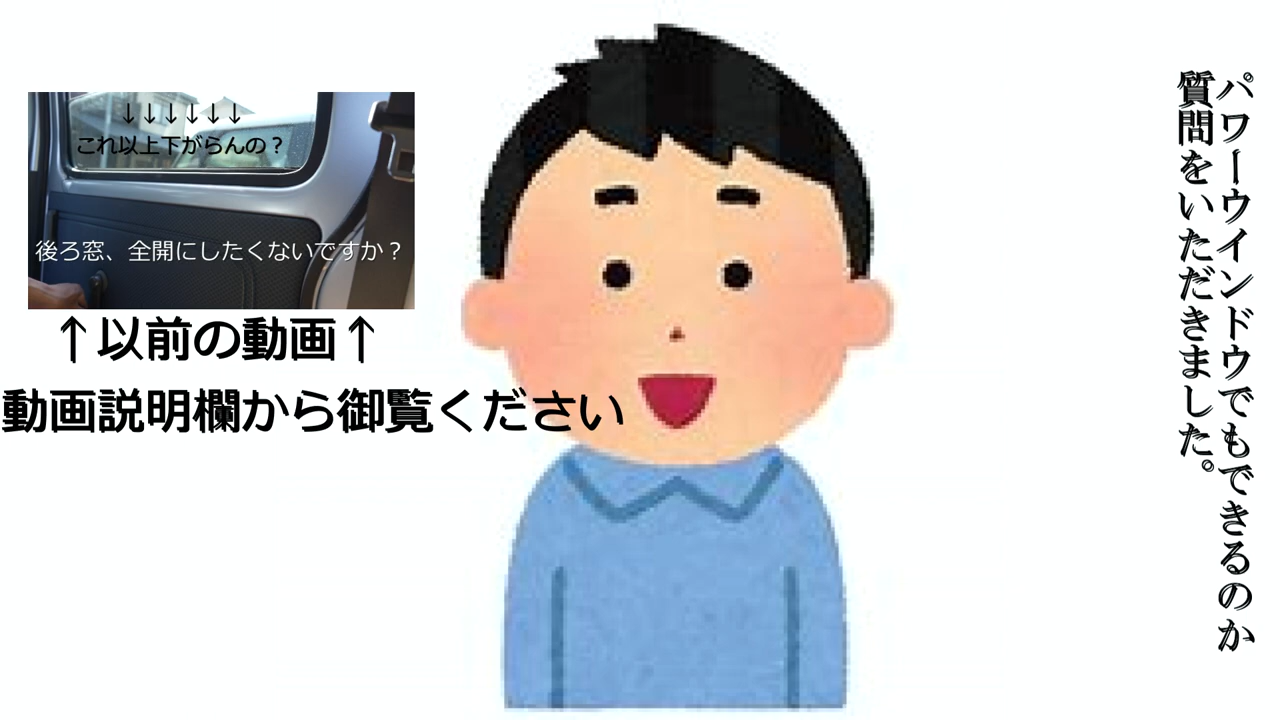 パワーウインドウでもできるのか
質問をいただきました。
↓↓↓↓↓↓
これ以上下がらんの？
後ろ窓、全開にしたくないですか？
↑以前の動画↑
動画説明欄から御覧ください